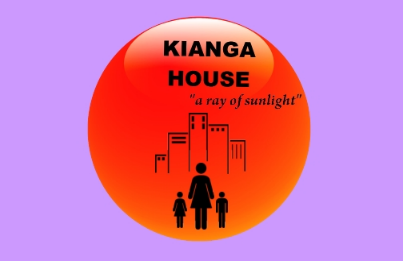 KIANGA
HOUSE
"a ray of sunlight"